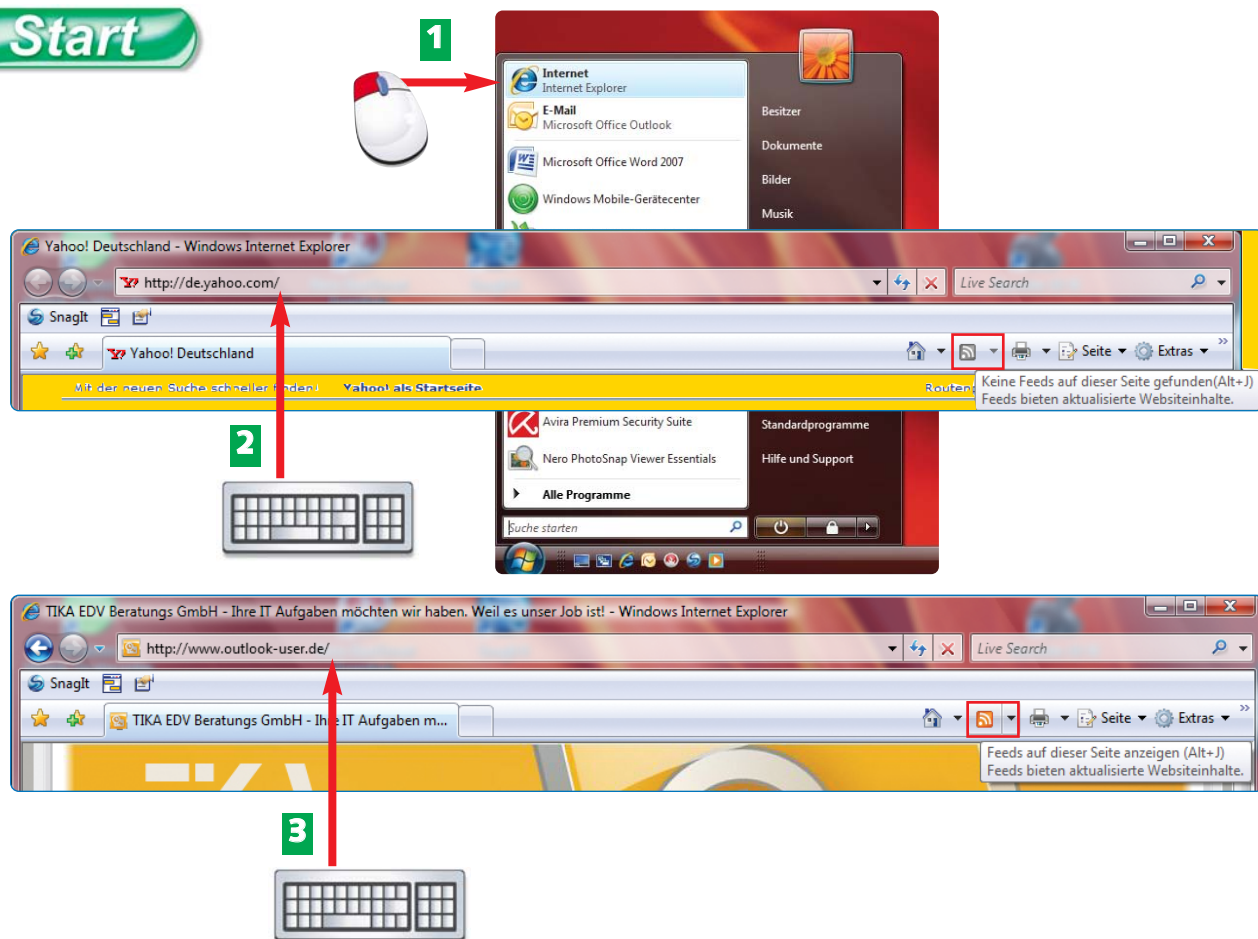 Start
1
Internet
Internet Explorer
E-Mail
Microsoft Office Outlook
Microsoft Office Word 2007
Windows Mobile-Gerätecenter
Besitzer
Dokumente
Bilder
Musik
Yahoo! Deutschland - Windows Internet Explorer
http://de.yahoo.com/
Live Search
SnagIt
Yahoo! Deutschland
Seite
Extras
Mit der neuen Suche schneller finden! Yahoo! als Startseite
Keine Feeds auf dieser Seite gefunden(Alt+J)
Feeds bieten aktualisierte Websiteinhalte.
2
Avira Premium Security Suite
Nero PhotoSnap Viewer Essentials
Alle Programme
Suche starten
Standardprogramme
Hilfe und Support
TIKA EDV Beratungs GmbH - Ihre IT Aufgaben möchten wir haben. Weil es unser Job ist! - Windows Internet Explorer
http://www.outlook-user.de/
Live Search
SnagIt
TIKA EDV Beratungs GmbH - Ihre IT Aufgaben m...
Seite
Extras
Feeds auf dieser Seite anzeigen (Alt+J)
Feeds bieten aktualisierte Websiteinhalte.
3